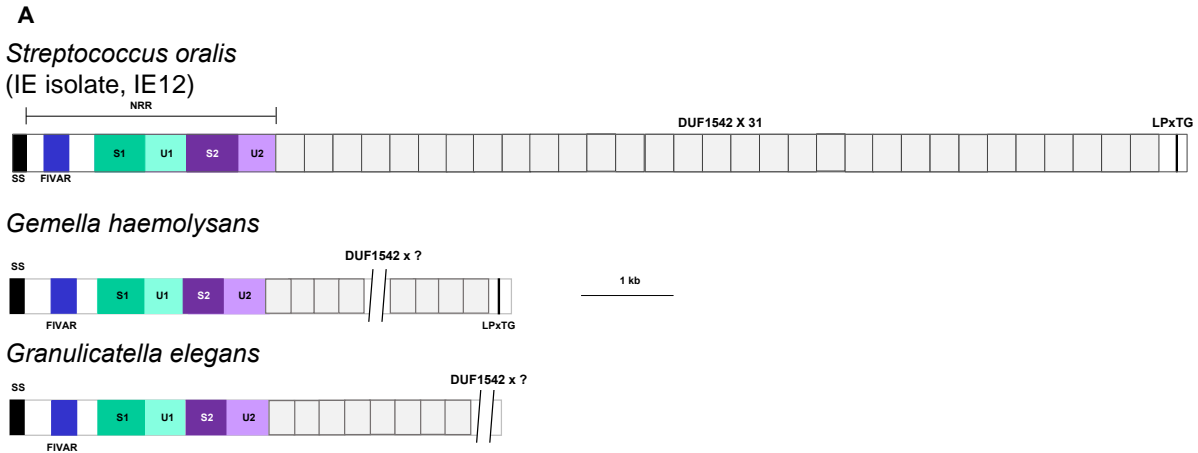 A
Streptococcus oralis
(IE isolate, IE12)
NRR
DUF1542 X 31
LPxTG
S1 U1 S2 U2
SS FIVAR
Gemella haemolysans
DUF1542 x ?
SS
1 kb
S1 U1 S2 U2
FIVAR LPxTG
Granulicatella elegans
DUF1542 x ?
SS
S1 U1 S2 U2
FIVAR